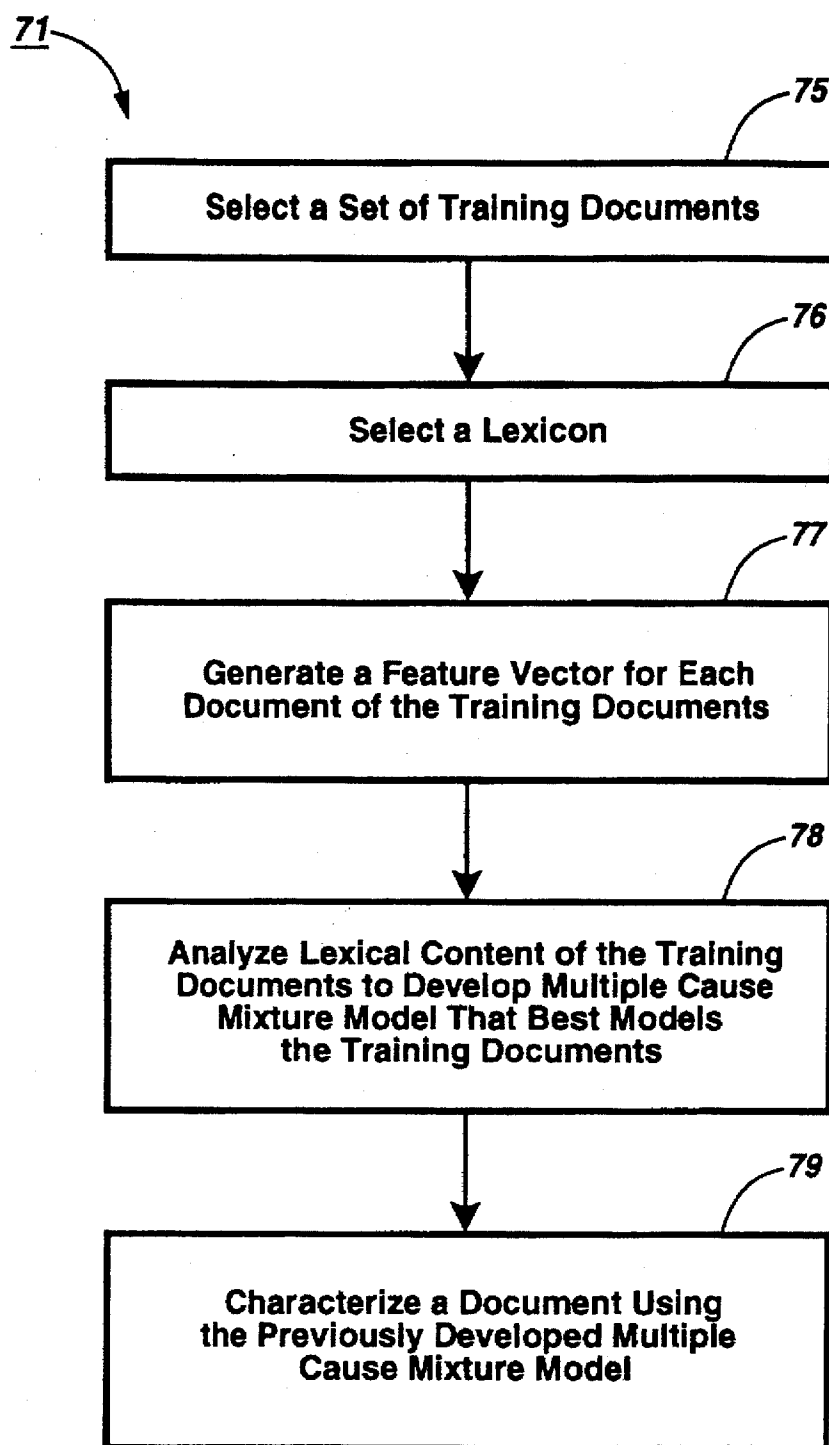 71
75
Select a Set of Training Documents
76
Select a Lexicon
77
Generate a Feature Vector for Each
Document of the Training Documents
78
Analyze Lexical Content of the Training
Documents to Develop Multiple Cause
Mixture Model That Best Models
the Training Documents
79
Characterize a Document Using
the Previously Developed Multiple
Cause Mixture Model